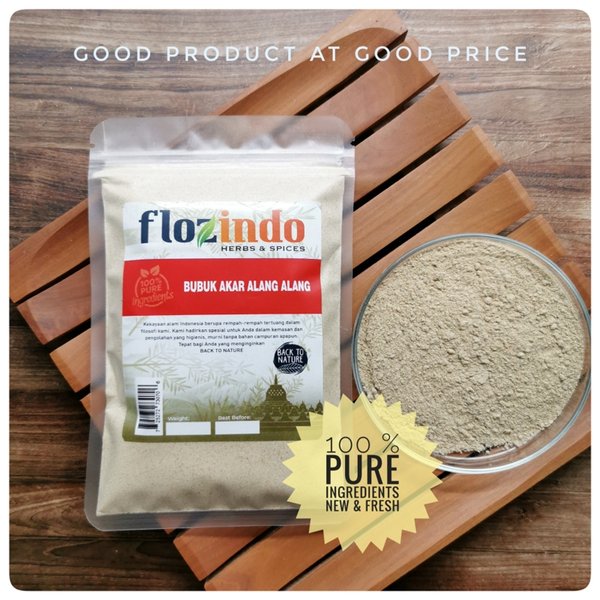 GOOD PRODUCT AT GOOD PRICE
flozindo
HERBS & SPICES
100% PURE
Ingredients
BUBUK AKAR ALANG ALANG
Kekayaan alam Indonesia berupa rempah-rempah tertuang dalam
filosofi kami. Kami hadirkan spesial untuk Anda dalam kemasan dan
pengolahan yg higienis, murni tanpa bahan campuran apapun.
Tepat bagi Anda yang menginginkan
BACK TO NATURE
BACK TO
NATURE
Weight:
Best Before:
100 %
PURE
INGREDIENTS
NEW & FRESH